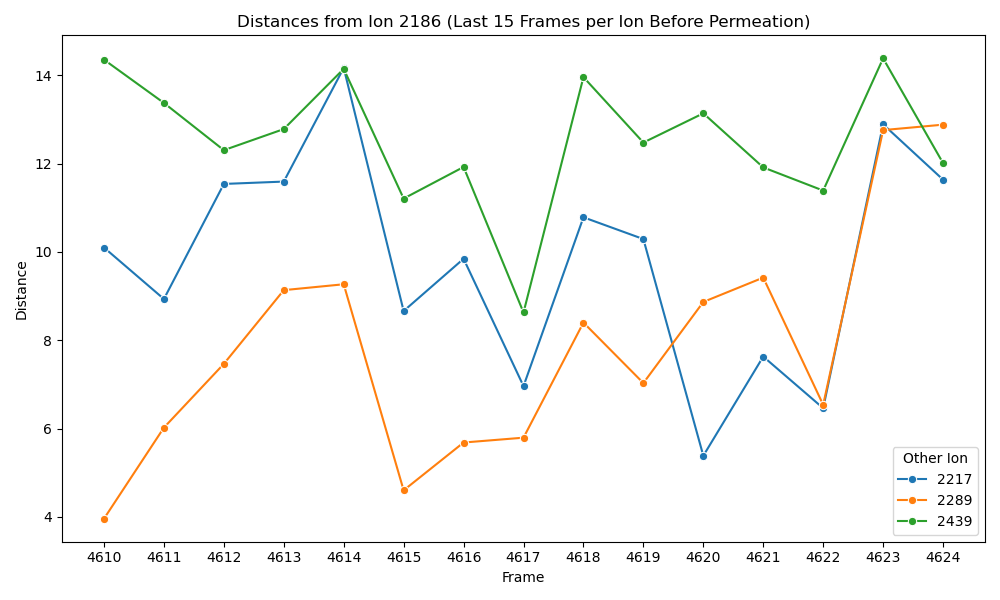 Distances from Ion 2186 (Last 15 Frames per Ion Before Permeation)
14
12
10
8
6
4
Distance
4610 4611 4612 4613 4614 4615 4616 4617 4618 4619 4620 4621 4622 4623 4624
Frame
Other Ion
2217
2289
2439